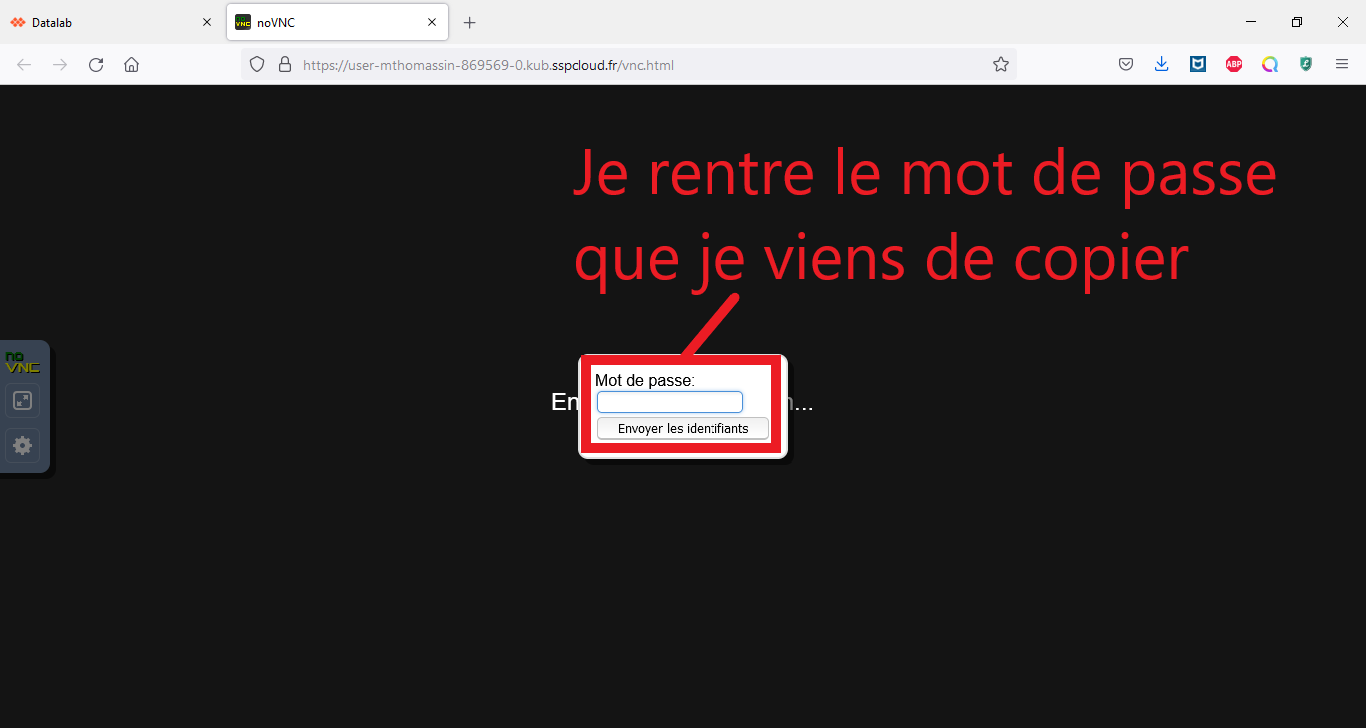 Datalab
noVNC
https://user-mthomassin-869569-0.kub.sspcloud.fr/vnc.html
ABP
Je rentre le mot de passe
que je viens de copier
no
VNC
Mot de passe:
En
n...
Envoyer les identifiants